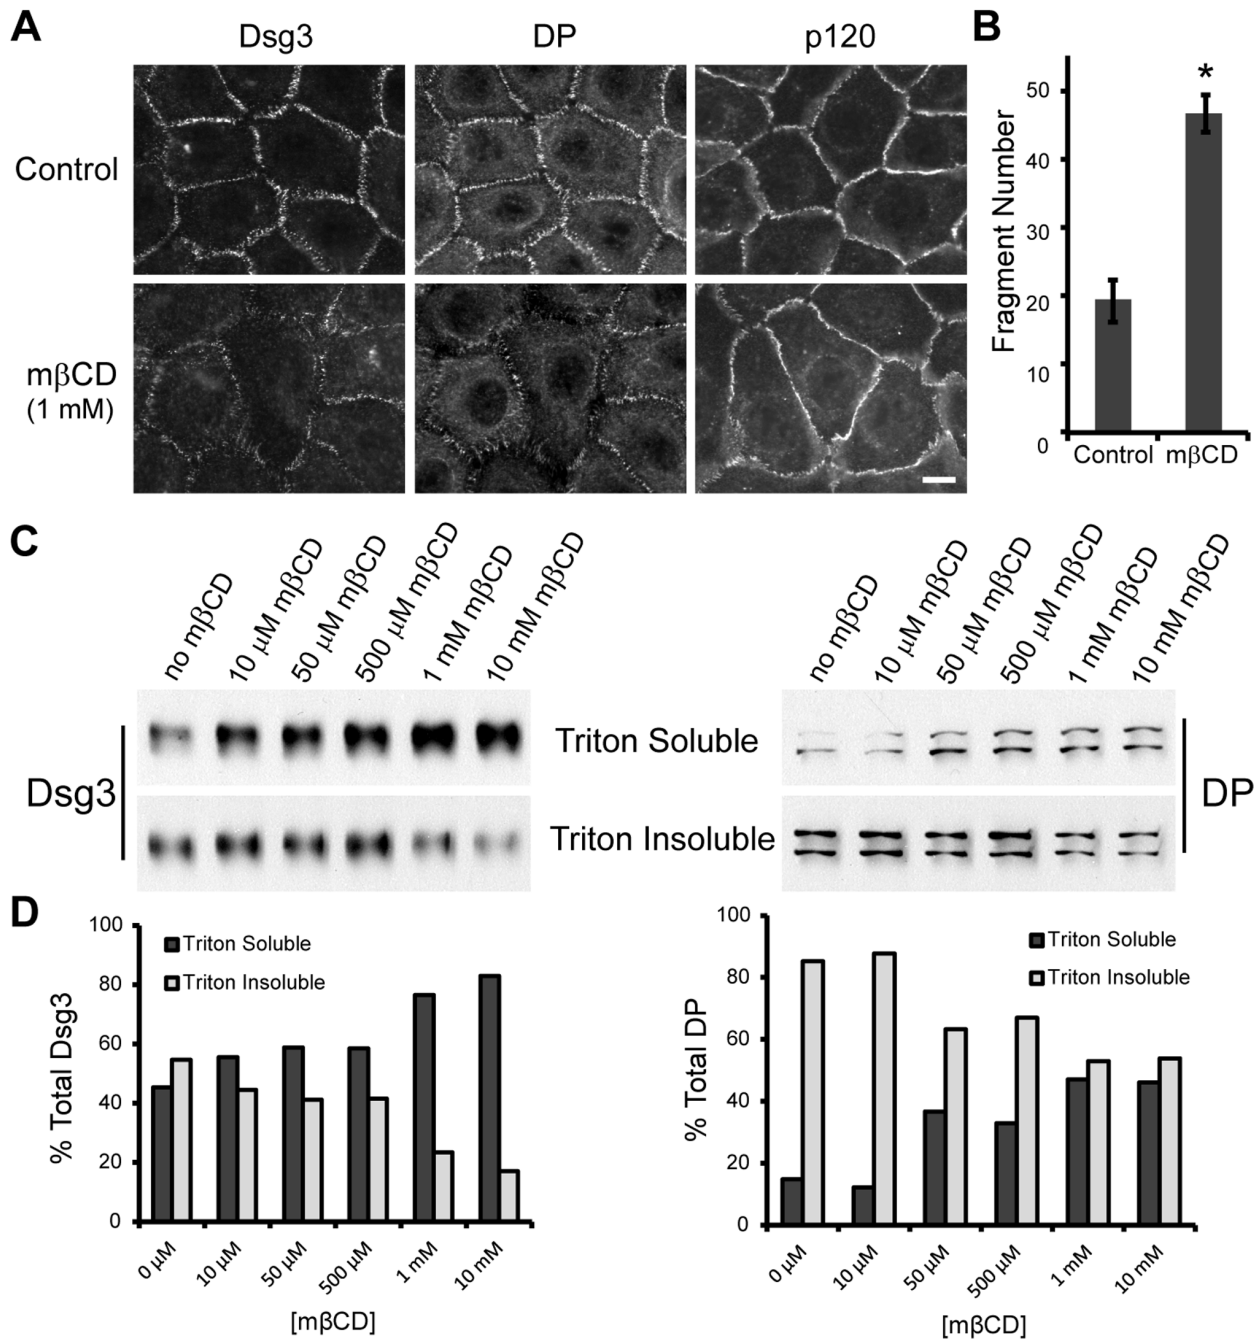 A
Dsg3
DP
p120
Control
mβCD
(1 mM)
B
*
Fragment Number
50
40
30
20
10
0
Control mβCD
C
no mβCD
10 μM mβCD
50 μM mβCD
500 μM mβCD
1 mM mβCD
10 mM mβCD
no mβCD
10 μM mβCD
50 μM mβCD
500 μM mβCD
1 mM mβCD
10 mM mβCD
Dsg3
Triton Soluble
Triton Insoluble
DP
D
% Total Dsg3
100
80
60
40
20
0
Triton Soluble
Triton Insoluble
0 μM
10 μM
50 μM
500 μM
1 mM
10 mM
[mβCD]
% Total DP
100
80
60
40
20
0
Triton Soluble
Triton Insoluble
0 μM
10 μM
50 μM
500 μM
1 mM
10 mM
[mβCD]